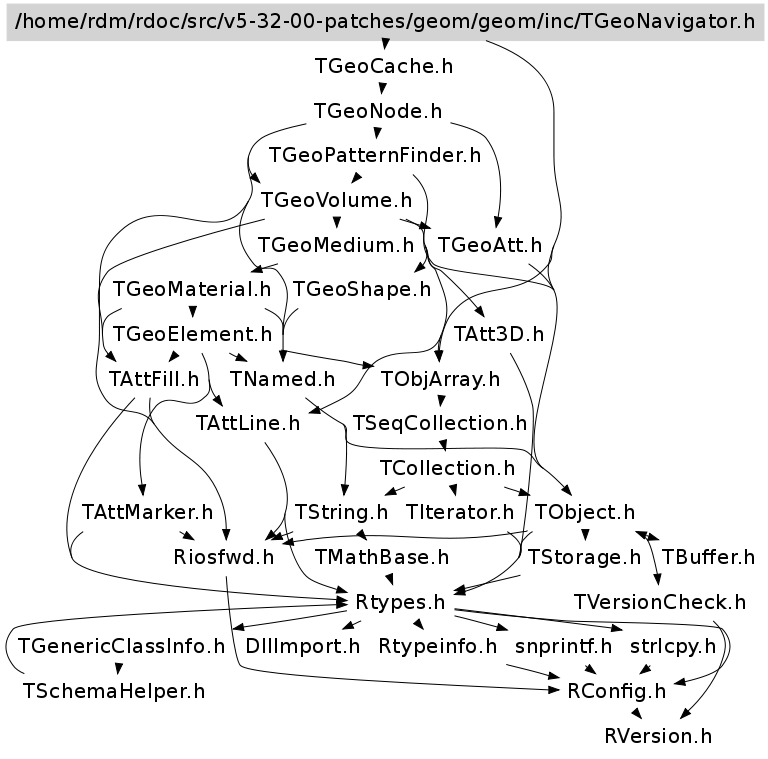 /home/rdm/rdoc/src/v5-32-00-patches/geom/geom/inc/TGeoNavigator.h
TGeoCache.h
TGeoNode.h
TGeoPatternFinder.h
TGeoVolume.h
TGeoMedium.h TGeoAtt.h
TGeoMaterial.h TGeoShape.h
TGeoElement.h TAtt3D.h
TAttFill.h TNamed.h TObjArray.h
TAttLine.h TSeqCollection.h
TCollection.h
TAttMarker.h TString.h TIterator.h TObject.h
Riosfwd.h TMathBase.h TStorage.h TBuffer.h
Rtypes.h TVersionCheck.h
TGenericClassInfo.h DllImport.h Rtypeinfo.h snprintf.h strlcpy.h
TSchemaHelper.h RConfig.h
RVersion.h